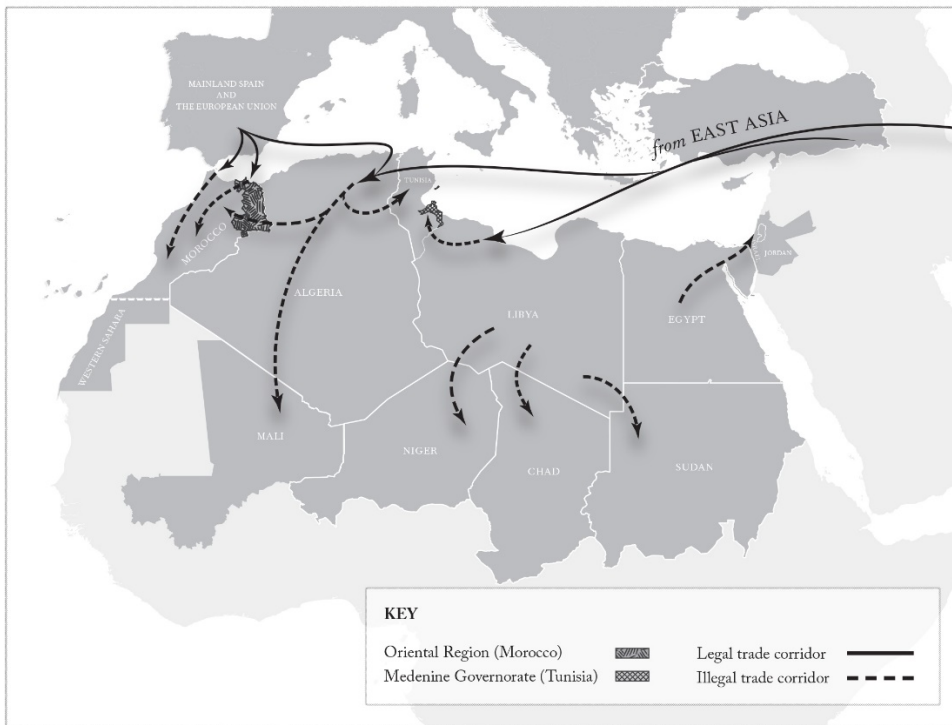 MAINLAND SPAIN
AND
THE EUROPEAN UNION
from EAST ASIA
TUNISIA
MOROCCO
JORDAN
ALGERIA
LIBYA
EGYPT
WESTERN SAHARA
MALI
NIGER
CHAD
SUDAN
KEY
Oriental Region (Morocco)
Legal trade corridor
Medenine Governorate (Tunisia)
Illegal trade corridor